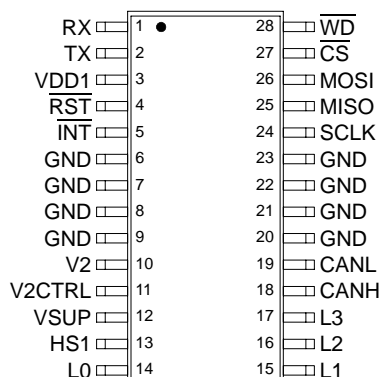 RX 1 28 WD
TX 2 27 CS
VDD1 3 26 MOSI
RST 4 25 MISO
INT 5 24 SCLK
GND 6 23 GND
GND 7 22 GND
GND 8 21 GND
GND 9 20 GND
V2 10 19 CANL
V2CTRL 11 18 CANH
VSUP 12 17 L3
HS1 13 16 L2
L0 14 15 L1